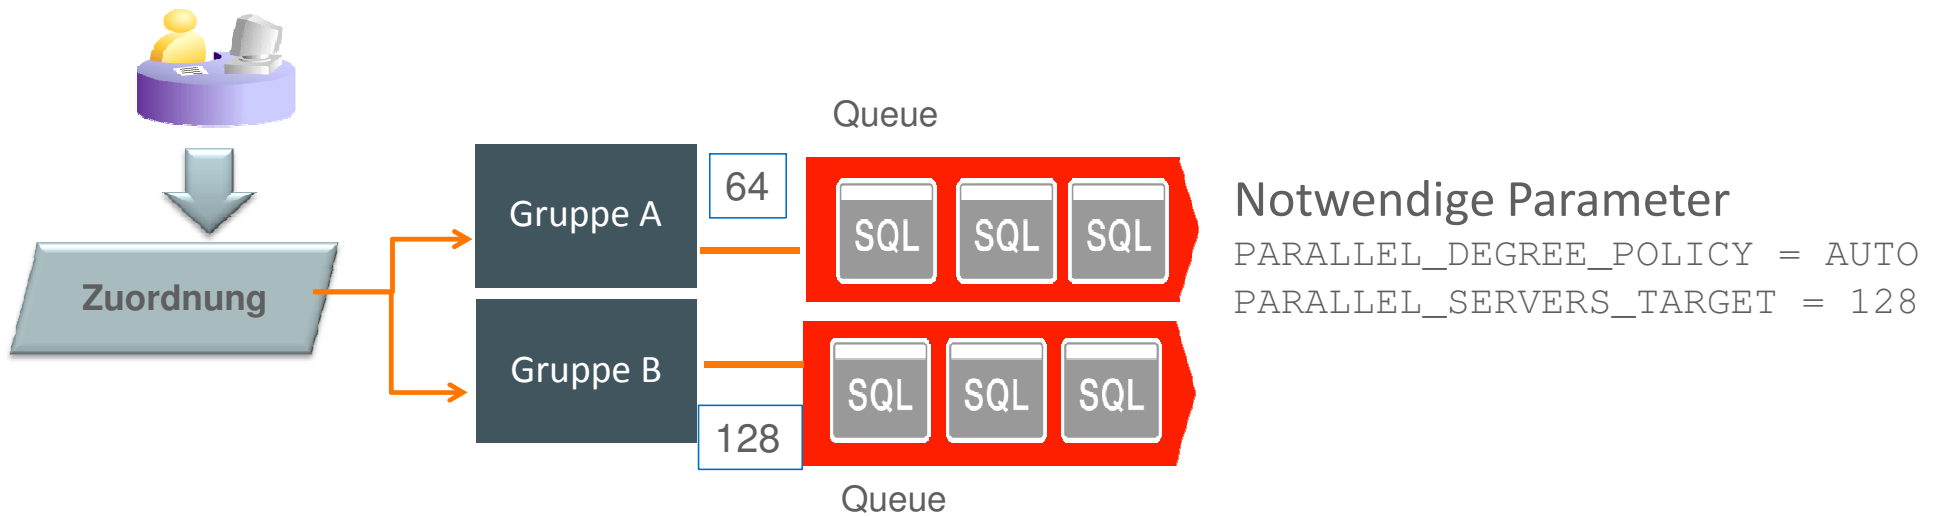 Queue
Gruppe A
64
SQL SQL SQL
Zuordnung
Gruppe B
128
SQL SQL SQL
Queue
Notwendige Parameter
PARALLEL_DEGREE_POLICY = AUTO
PARALLEL_SERVERS_TARGET = 128